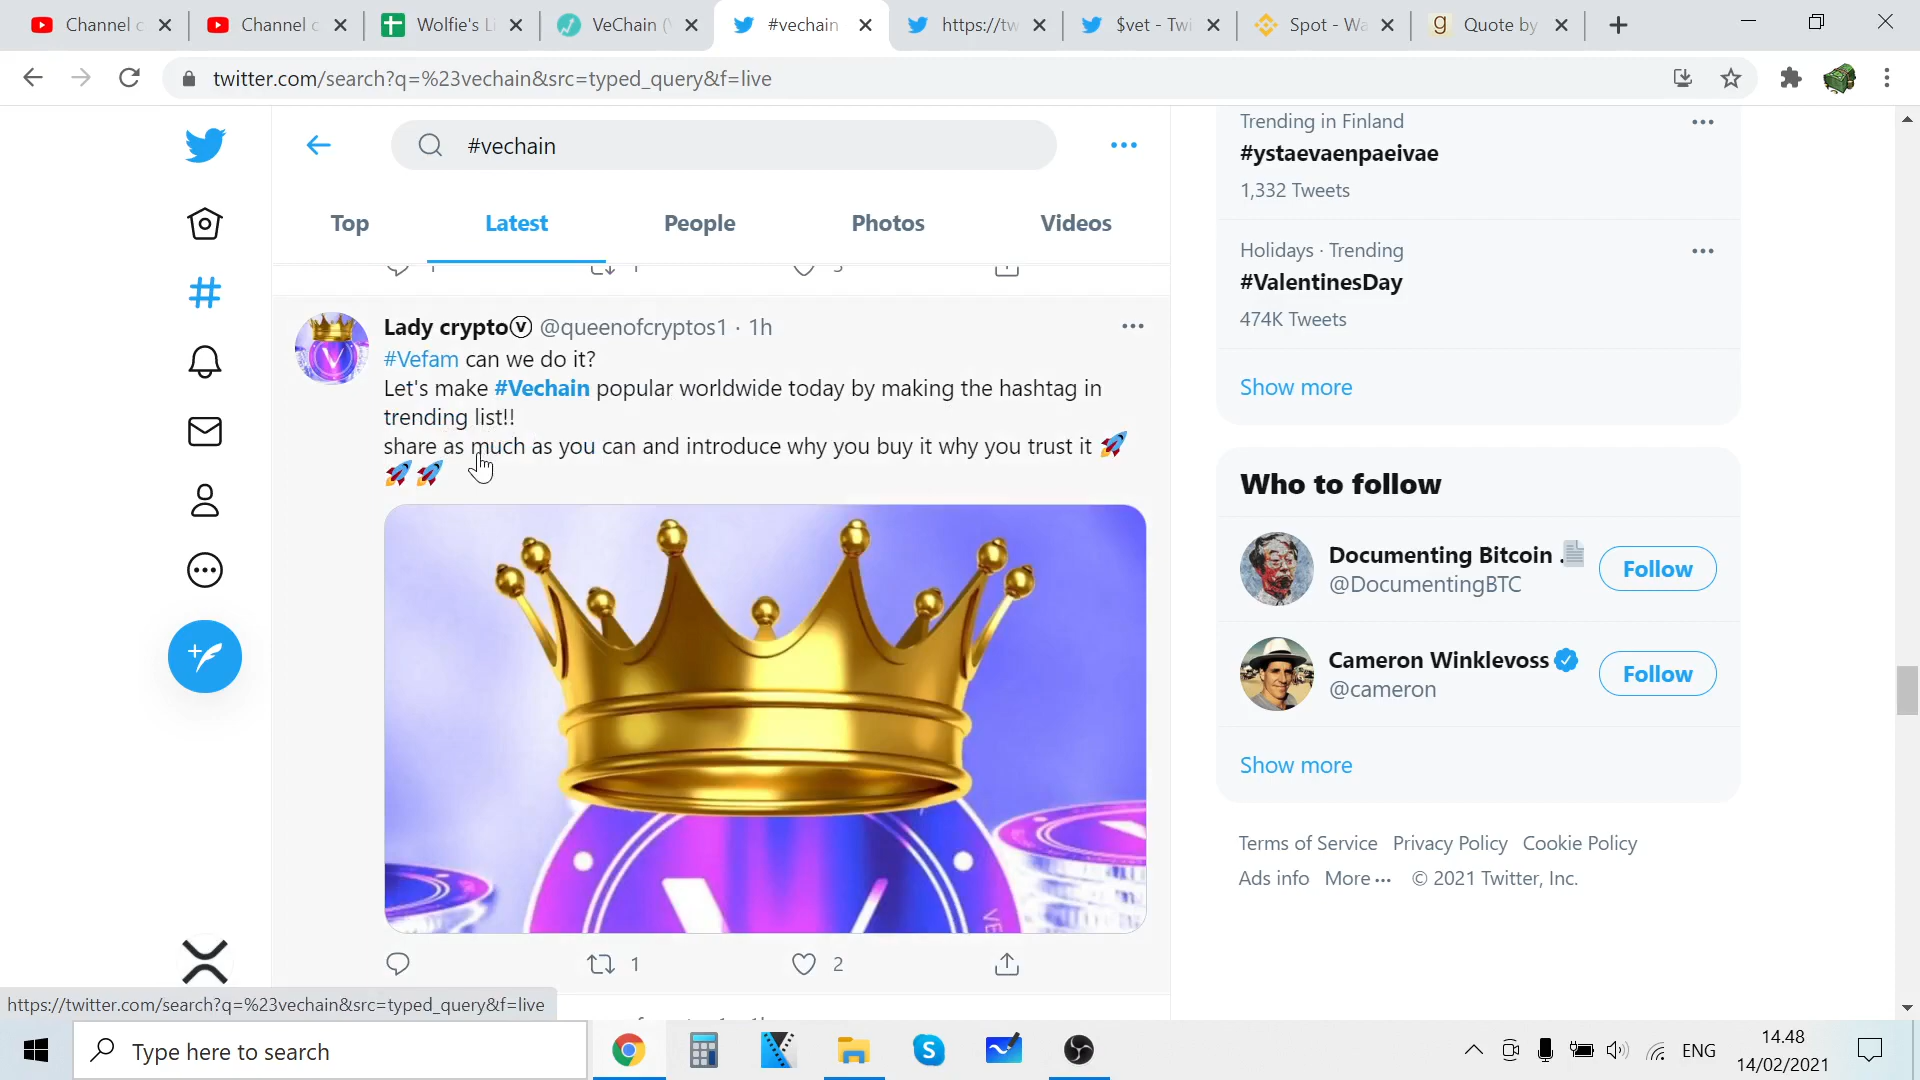 Channel c
Channel c
Wolfie's Li
VeChain (
#vechain
https://tw
$vet - Twi
Spot - Wa
Quote by
twitter.com/search?q=%23vechain&src=typed_query&f=live
#vechain
Top
Latest
People
Photos
Videos
1
1
Lady cryptoⓋ @queenofcryptos1 · 1h
#Vefam can we do it?
Let's make #Vechain popular worldwide today by making the hashtag in
trending list!!
share as much as you can and introduce why you buy it why you trust it 🚀
🚀🚀
1
2
Trending in Finland
#ystaevaenpaeivae
1,332 Tweets
Holidays · Trending
#ValentinesDay
474K Tweets
Show more
Who to follow
Documenting Bitcoin
@DocumentingBTC
Follow
Cameron Winklevoss
@cameron
Follow
Show more
Terms of Service Privacy Policy Cookie Policy
Ads info More ··· © 2021 Twitter, Inc.
https://twitter.com/search?q=%23vechain&src=typed_query&f=live
Type here to search
ENG
14.48
14/02/2021